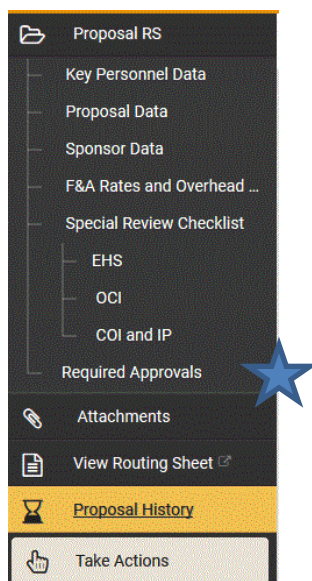 Proposal RS
Key Personnel Data
Proposal Data
Sponsor Data
F&A Rates and Overhead ...
Special Review Checklist
EHS
OCI
COI and IP
Required Approvals
Attachments
View Routing Sheet
Proposal History
Take Actions